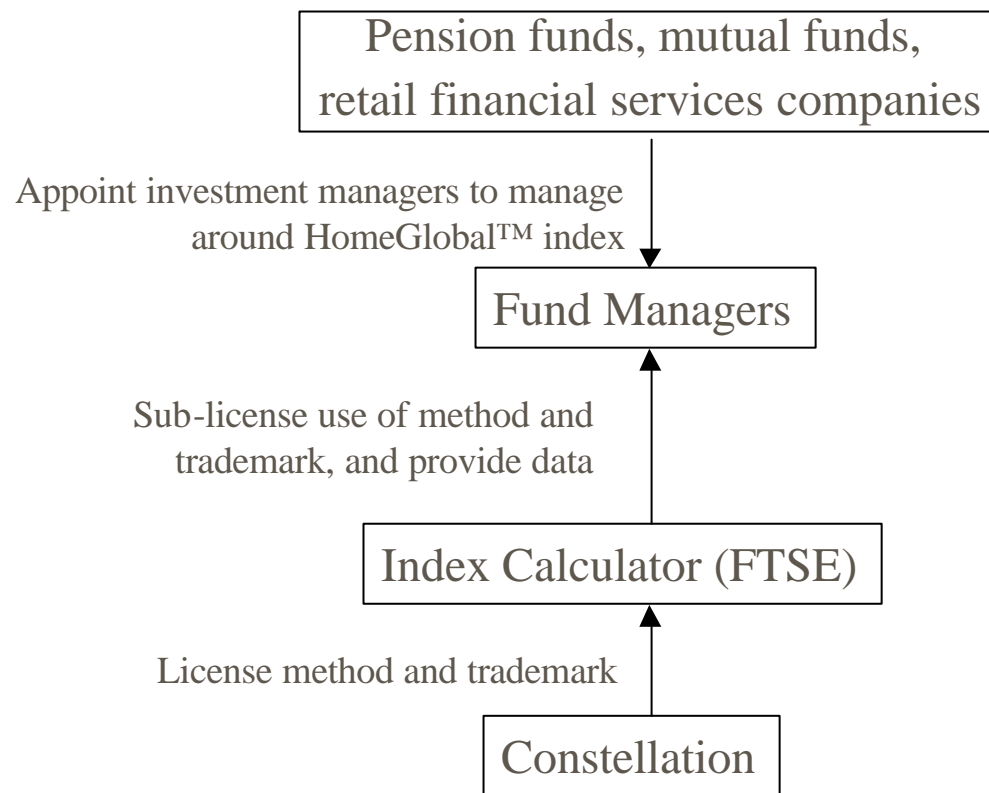 Pension funds, mutual funds,
retail financial services companies
Appoint investment managers to manage
around HomeGlobal™ index
Fund Managers
Sub-license use of method and
trademark, and provide data
Index Calculator (FTSE)
License method and trademark
Constellation